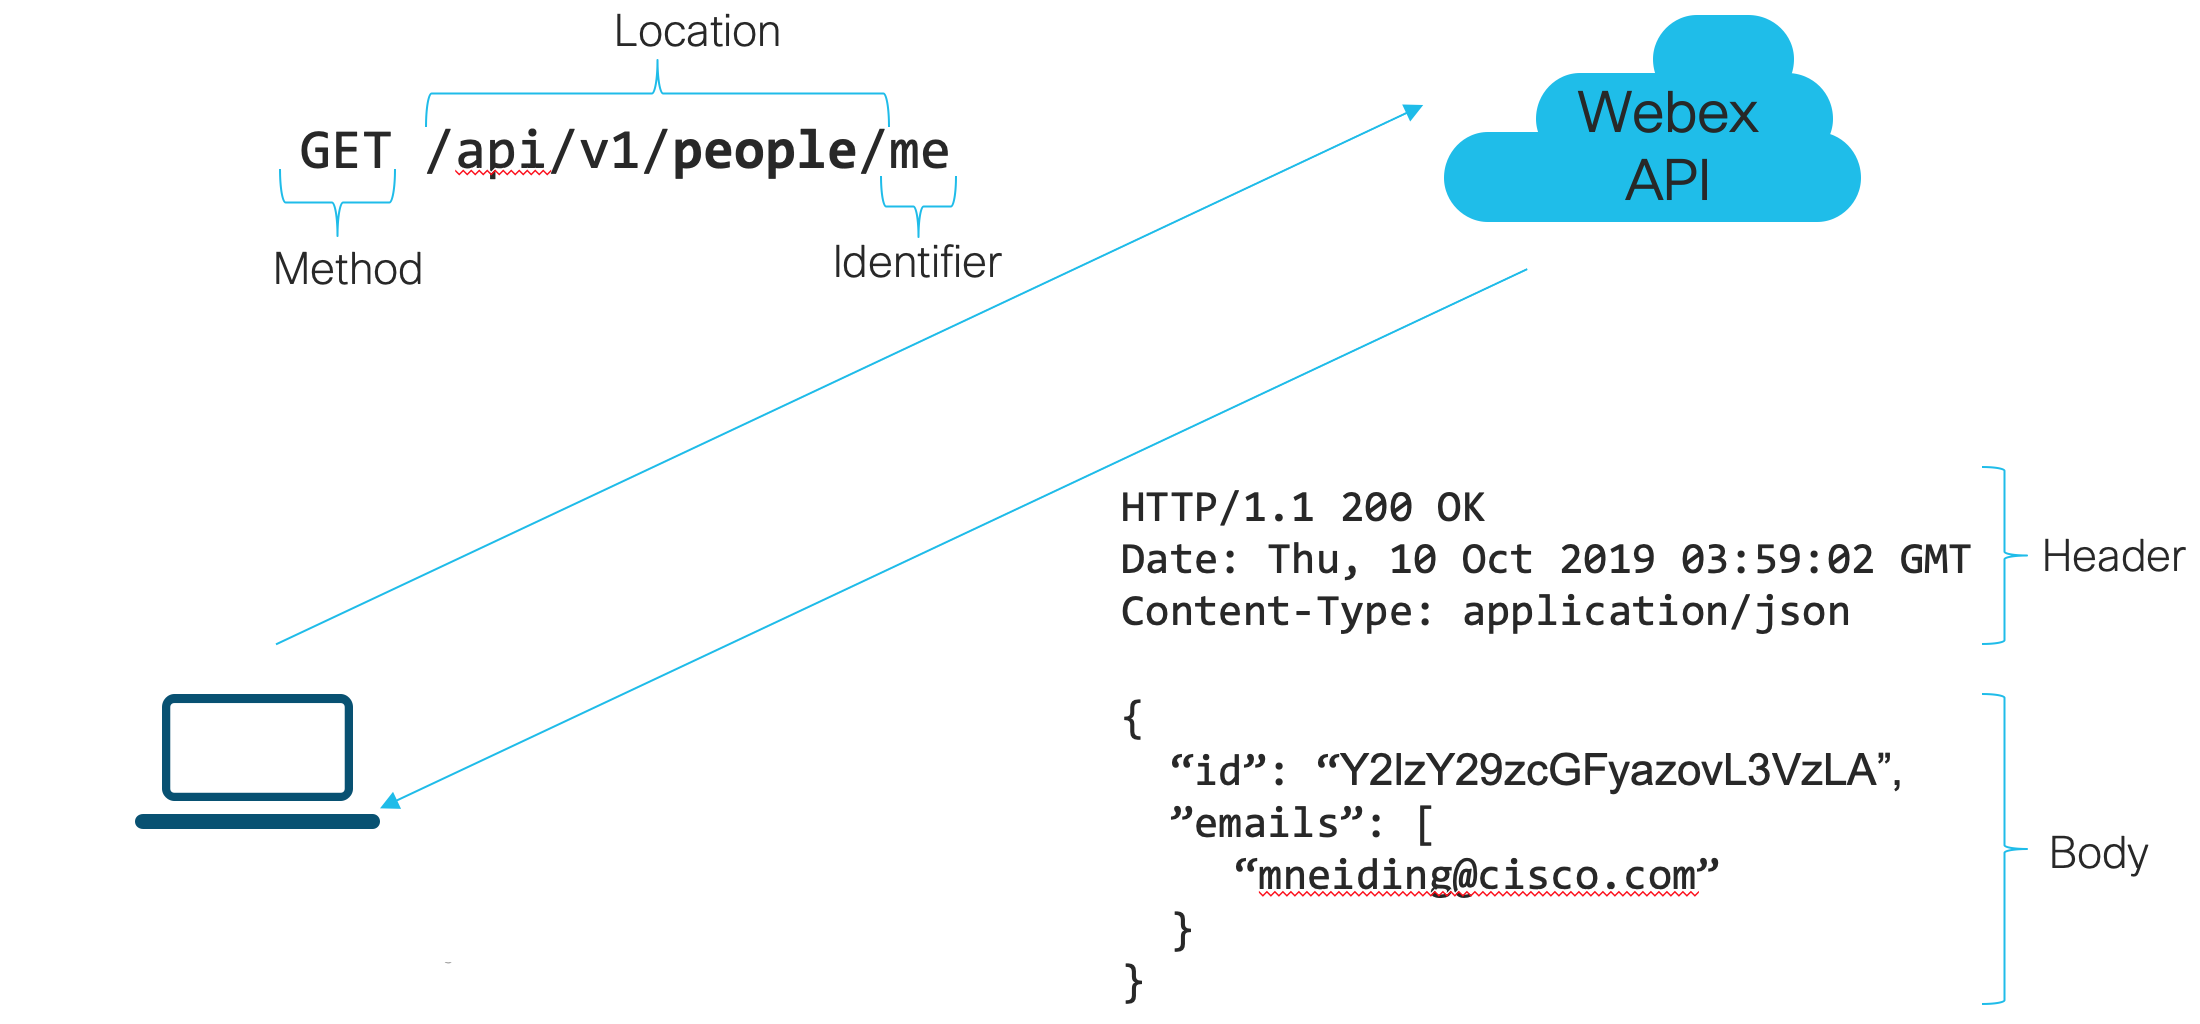 Location
GET /api/v1/people/me
Method
Identifier
Webex
API
HTTP/1.1 200 OK
Date: Thu, 10 Oct 2019 03:59:02 GMT
Content-Type: application/json
Header
{
“id”: “Y2lzY29zcGFyazovL3VzLA”,
”emails”: [
“mneiding@cisco.com”
}
}
Body